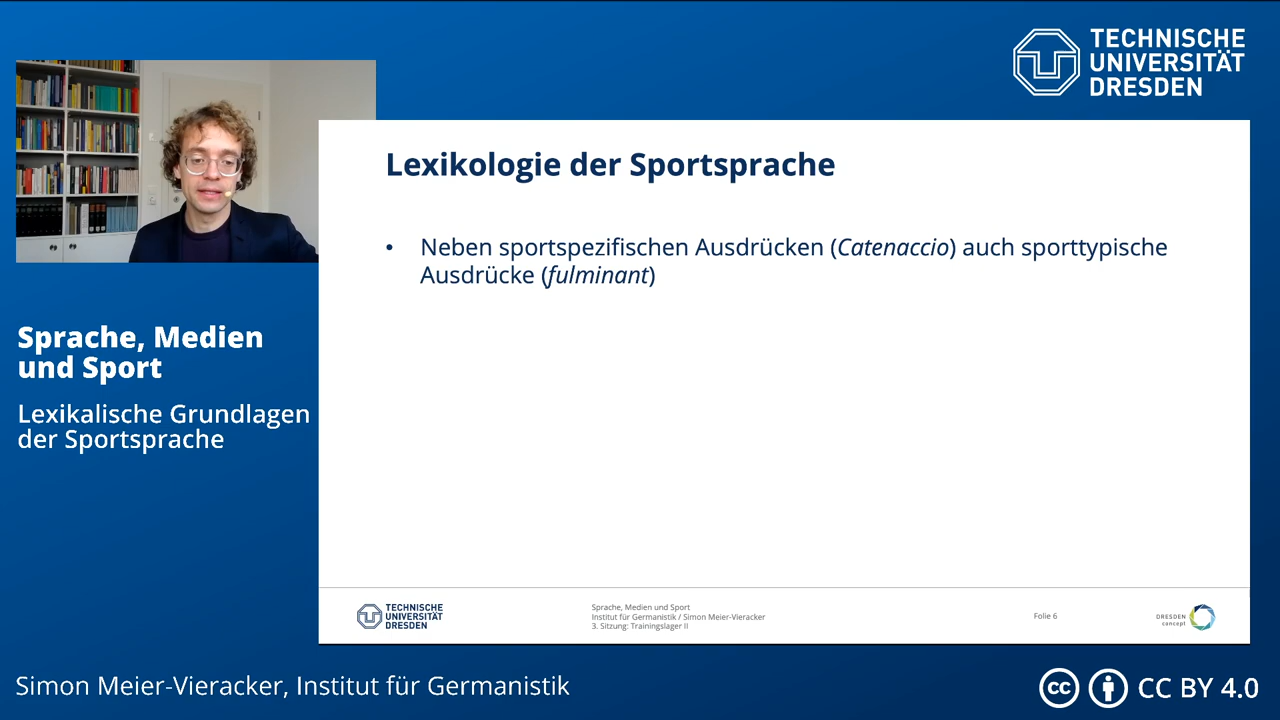 TECHNISCHE
UNIVERSITÄT
DRESDEN
Sprache, Medien
und Sport
Lexikalische Grundlagen
der Sportsprache
Lexikologie der Sportsprache
• Neben sportspezifischen Ausdrücken (Catenaccio) auch sporttypische
Ausdrücke (fulminant)
TECHNISCHE
UNIVERSITÄT
DRESDEN
Sprache, Medien und Sport
Institut für Germanistik / Simon Meier-Vieracker
3. Sitzung: Trainingslager II
Folie 6
DRESDEN
concept
Simon Meier-Vieracker, Institut für Germanistik
cc CC BY 4.0